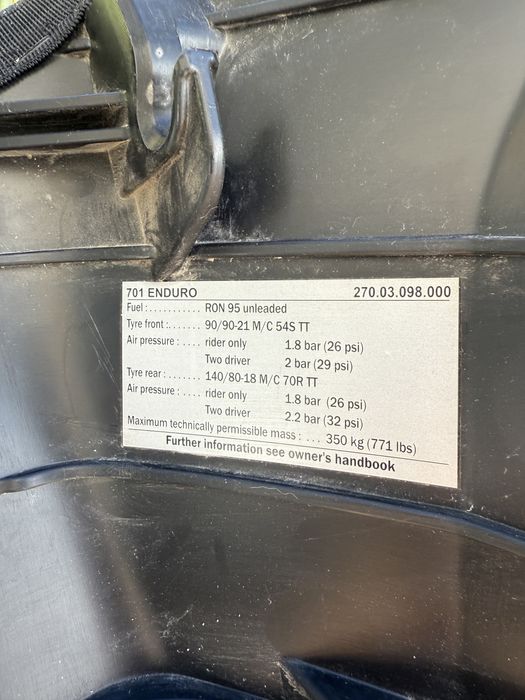 701 ENDURO 270.03.098.000
Fuel : . . . . . . . . . . . RON 95 unleaded
Tyre front : . . . . . . . 90/90-21 M/C 54S TT
Air pressure : . . . . rider only 1.8 bar (26 psi)
Two driver 2 bar (29 psi)
Tyre rear : . . . . . . . 140/80-18 M/C 70R TT
Air pressure : . . . . rider only 1.8 bar (26 psi)
Two driver 2.2 bar (32 psi)
Maximum technically permissible mass : . . . 350 kg (771 lbs)
Further information see owner's handbook